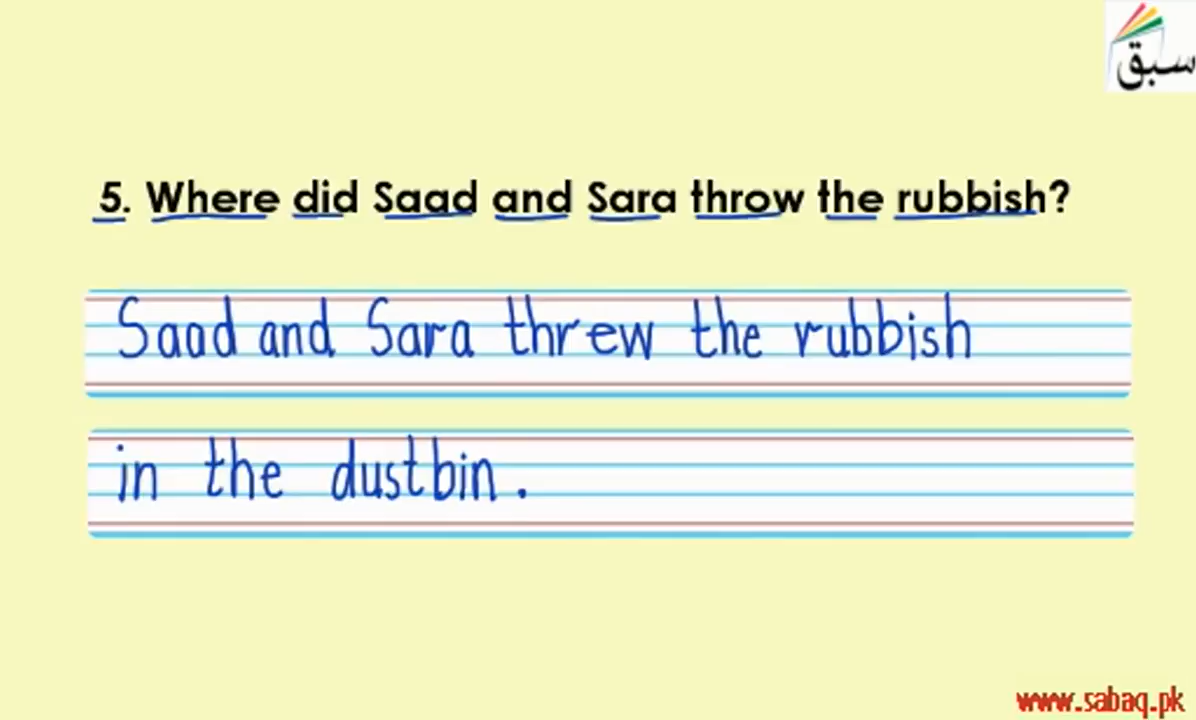 سبق
5. Where did Saad and Sara throw the rubbish?
Saad and Sara threw the rubbish
in the dustbin.
www.sabaq.pk